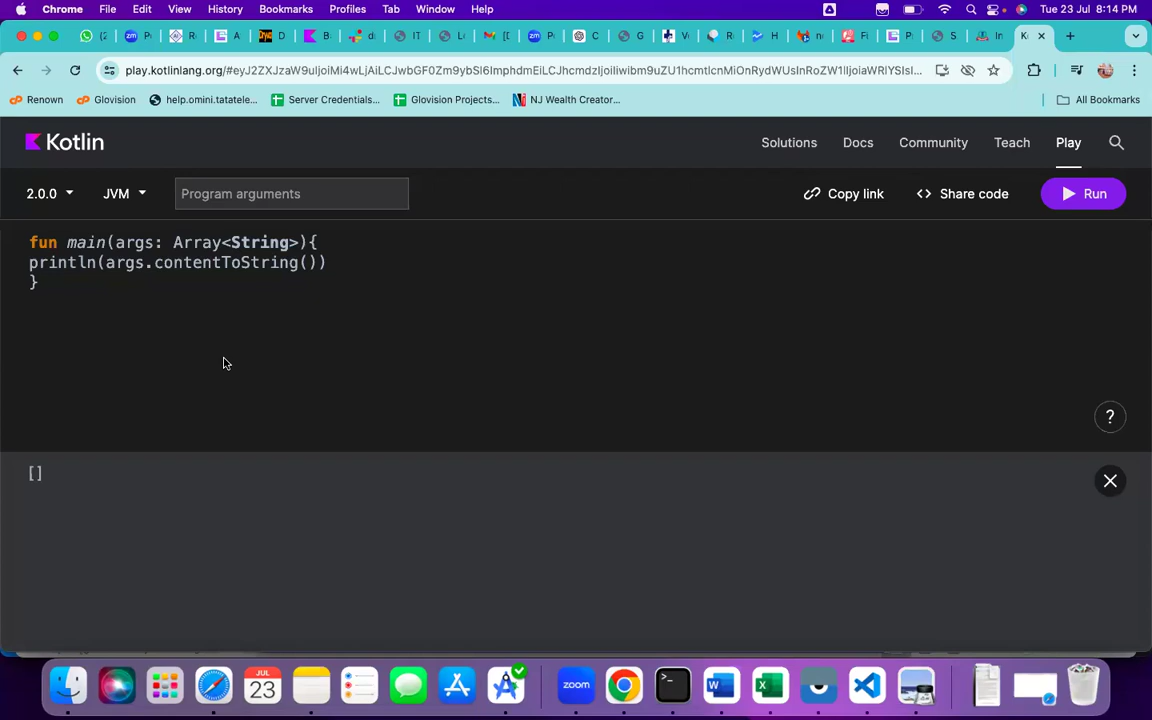 Chrome File Edit View History Bookmarks Profiles Tab Window Help Tue 23 Jul 8:14 PM
play.kotlinlang.org/#eyJ2ZXJzaW9uIjoiMi4wLjAiLCJwbGF0Zm9ybSI6ImphdmEiLCJhcmdzIjoiIiwibm9uZU1hcmtlcnMiOnRydWUsInRoZW1lIjoiaWRlYSIsI...
Renown Glovision help.omini.tatatele... Server Credentials... Glovision Projects... NJ Wealth Creator... All Bookmarks
Kotlin Solutions Docs Community Teach Play
2.0.0 JVM Program arguments Copy link Share code Run
fun main(args: Array<String>){
println(args.contentToString())
}
?
[]
JUL
23 zoom